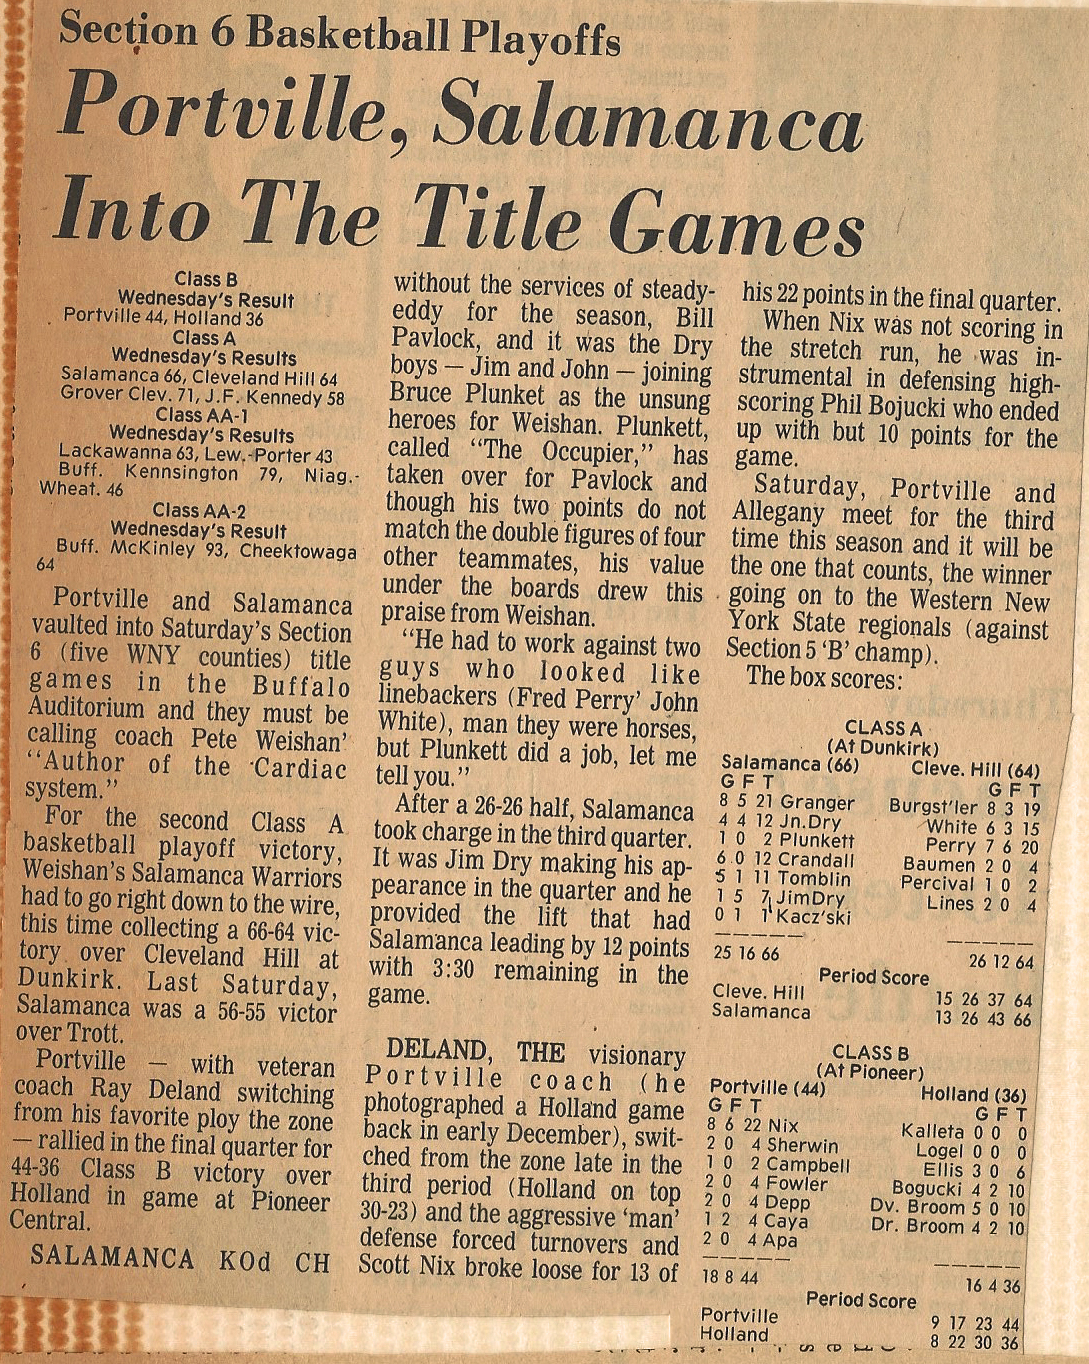 Section 6 Basketball Playoffs
Portville, Salamanca
Into The Title Games
Class B
Wednesday's Result
Portville 44, Holland 36
Class A
Wednesday's Results
Salamanca 66, Cleveland Hill 64
Grover Clev. 71, J.F. Kennedy 58
Class AA-1
Wednesday's Results
Lackawanna 63, Lew.-Porter 43
Buff. Kennsington 79, Niag.-
Wheat. 46
Class AA-2
Wednesday's Result
Buff. McKinley 93, Cheektowaga
64
Portville and Salamanca
vaulted into Saturday's Section
6 (five WNY counties) title
games in the Buffalo
Auditorium and they must be
calling coach Pete Weishan'
"Author of the Cardiac
system."
For the second Class A
basketball playoff victory,
Weishan's Salamanca Warriors
had to go right down to the wire,
this time collecting a 66-64 vic-
tory over Cleveland Hill at
Dunkirk. Last Saturday,
Salamanca was a 56-55 victor
over Trott.
Portville — with veteran
coach Ray Deland switching
from his favorite ploy the zone
— rallied in the final quarter for
44-36 Class B victory over
Holland in game at Pioneer
Central.
SALAMANCA KOd CH
without the services of steady-
eddy for the season, Bill
Pavlock, and it was the Dry
boys — Jim and John — joining
Bruce Plunket as the unsung
heroes for Weishan. Plunkett,
called "The Occupier," has
taken over for Pavlock and
though his two points do not
match the double figures of four
other teammates, his value
under the boards drew this
praise from Weishan.
"He had to work against two
guys who looked like
linebackers (Fred Perry' John
White), man they were horses,
but Plunkett did a job, let me
tell you."
After a 26-26 half, Salamanca
took charge in the third quarter.
It was Jim Dry making his ap-
pearance in the quarter and he
provided the lift that had
Salamanca leading by 12 points
with 3:30 remaining in the
game.
DELAND, THE visionary
Portville coach (he
photographed a Holland game
back in early December), swit-
ched from the zone late in the
third period (Holland on top
30-23) and the aggressive 'man'
defense forced turnovers and
Scott Nix broke loose for 13 of
his 22 points in the final quarter.
When Nix was not scoring in
the stretch run, he was in-
strumental in defensing high-
scoring Phil Bojucki who ended
up with but 10 points for the
game.
Saturday, Portville and
Allegany meet for the third
time this season and it will be
the one that counts, the winner
going on to the Western New
York State regionals (against
Section 5 'B' champ).
The box scores:
CLASS A
(At Dunkirk)
Salamanca (66) Cleve. Hill (64)
G F T G F T
8 5 21 Granger Burgst'ler 8 3 19
4 4 12 Jn.Dry White 6 3 15
1 0 2 Plunkett Perry 7 6 20
6 0 12 Crandall Baumen 2 0 4
5 1 11 Tomblin Percival 1 0 2
1 5 7 JimDry Lines 2 0 4
0 1 1 Kacz'ski
25 16 66 26 12 64
Period Score
Cleve. Hill 15 26 37 64
Salamanca 13 26 43 66
CLASS B
(At Pioneer)
Portville (44) Holland (36)
G F T G F T
8 6 22 Nix Kalleta 0 0 0
2 0 4 Sherwin Logel 0 0 0
1 0 2 Campbell Ellis 3 0 6
2 0 4 Fowler Bogucki 4 2 10
2 0 4 Depp Dv. Broom 5 0 10
1 2 4 Caya Dr. Broom 4 2 10
2 0 4 Apa
18 8 44 16 4 36
Period Score
Portville 9 17 23 44
Holland 8 22 30 36